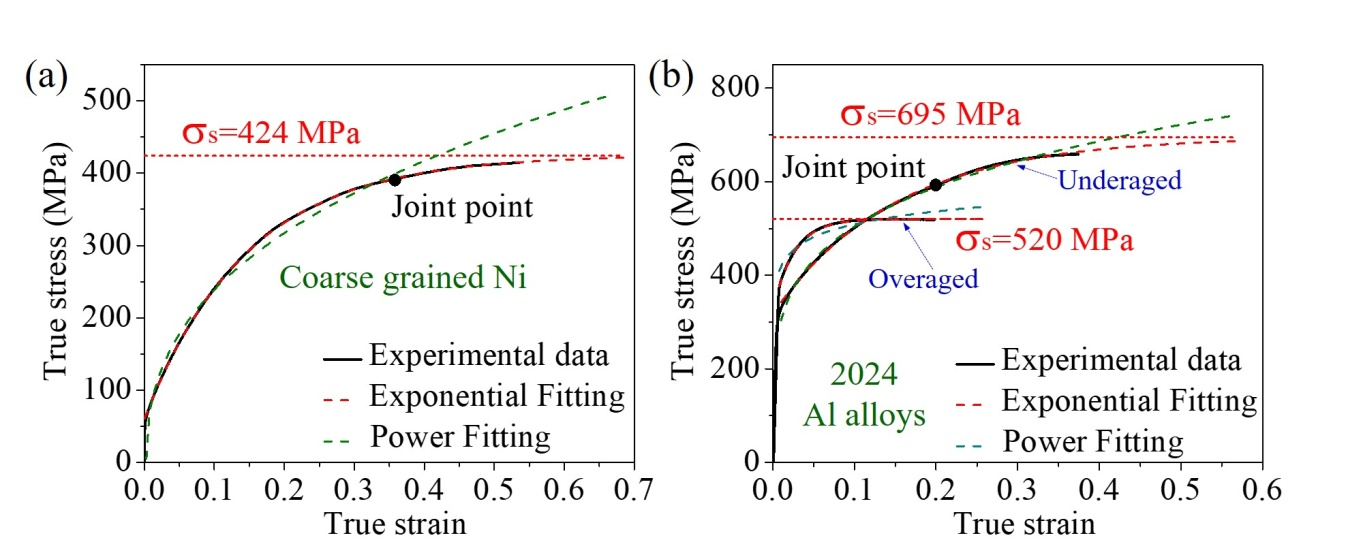 (a)
500
400
300
200
100
0
True stress (MPa)
σs=424 MPa
Joint point
Coarse grained Ni
Experimental data
Exponential Fitting
Power Fitting
0.0 0.1 0.2 0.3 0.4 0.5 0.6 0.7
True strain
(b)
800
600
400
200
0
True stress (MPa)
σs=695 MPa
Joint point
Underaged
σs=520 MPa
Overaged
2024
Al alloys
Experimental data
Exponential Fitting
Power Fitting
0.0 0.1 0.2 0.3 0.4 0.5 0.6
True strain